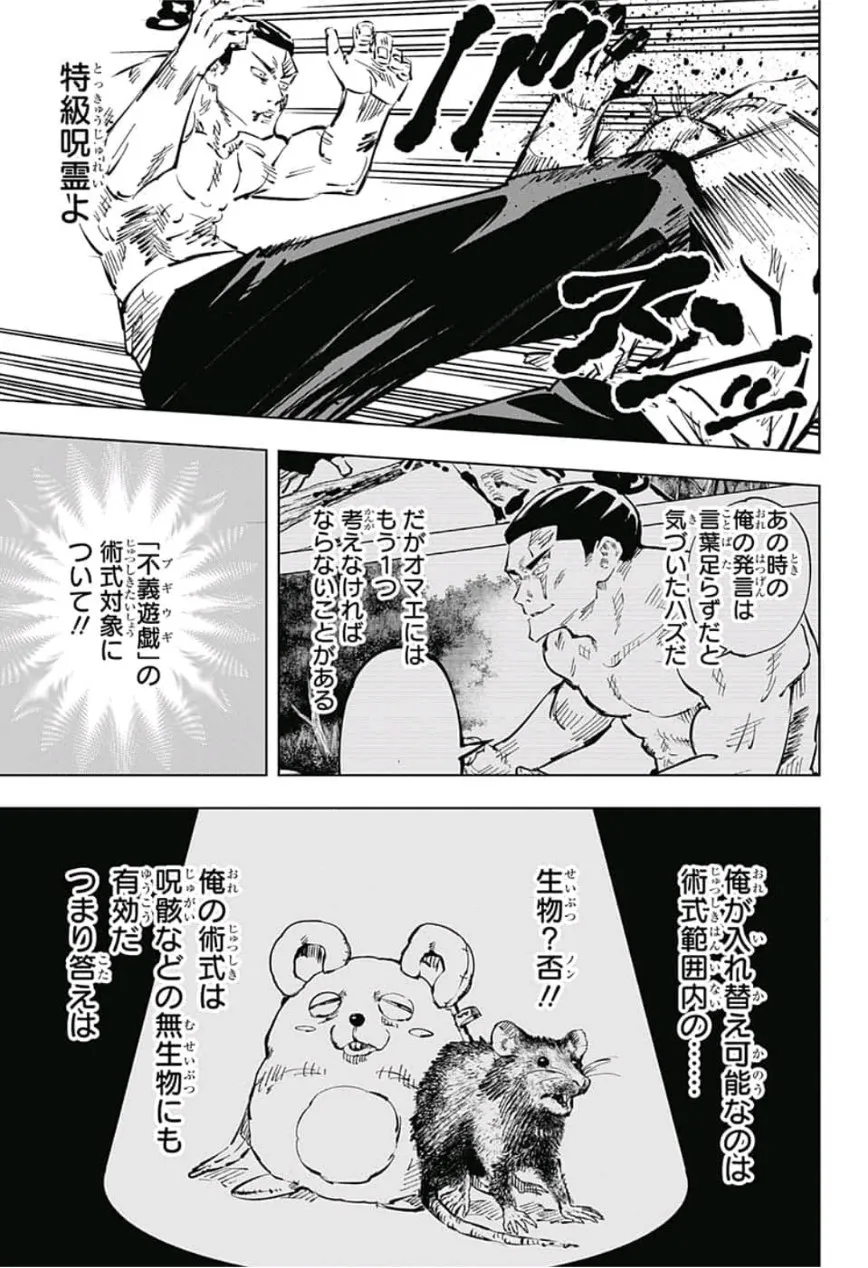 特級呪霊よ
あの時の
俺の発言は
言葉足らずだと
気づいたハズだ
だがオマエには
もう1つ
考えなければ
ならないことがある
「不義遊戯」の
術式対象に
ついて!!
俺が入れ替え可能なのは
術式範囲内の……
生物?否!!
俺の術式は
呪骸などの無生物にも
有効だ
つまり答えは